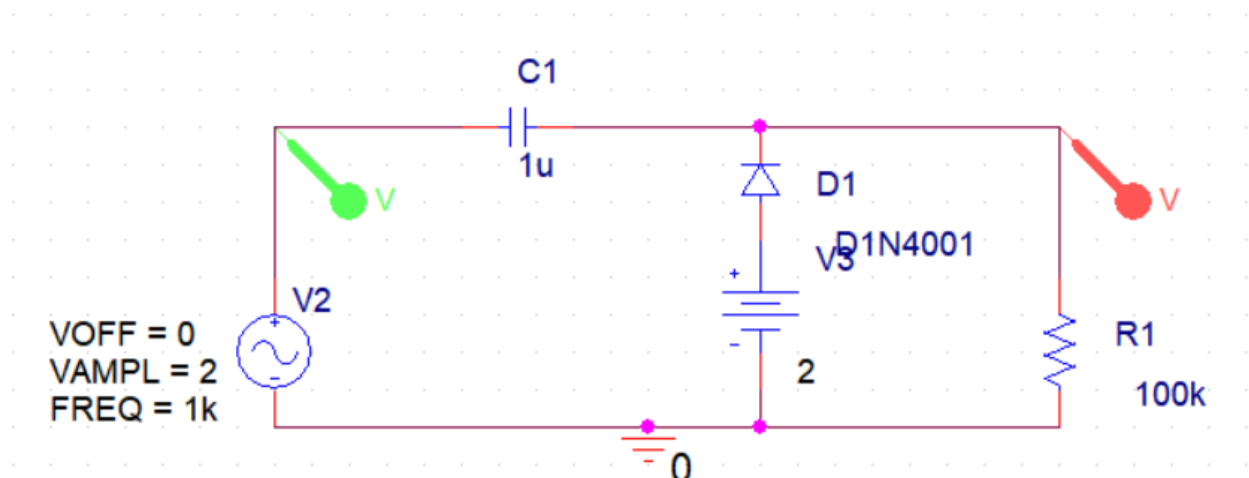 C1
1u
V
D1
D1N4001
V3
V
+
V2
+
-
VOFF = 0
VAMPL = 2
FREQ = 1k
-
2
R1
100k
0